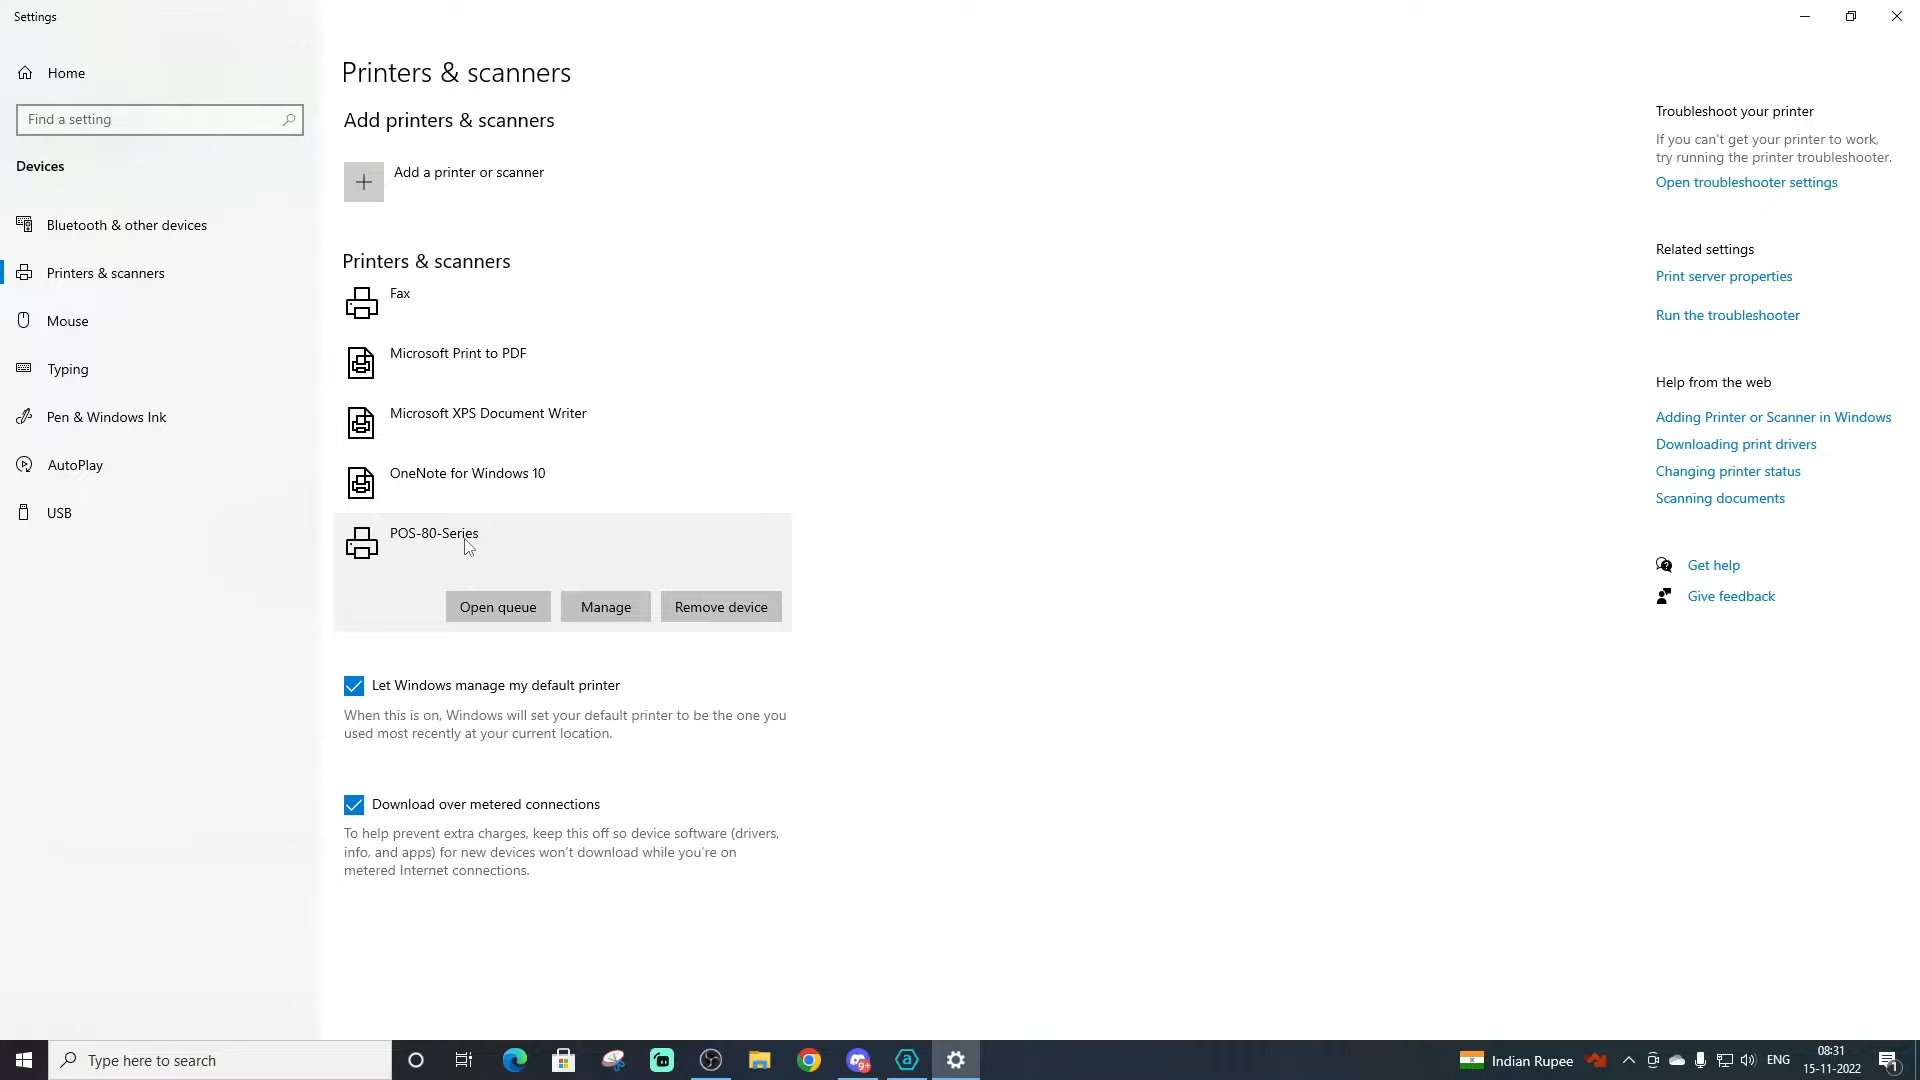 Settings
Home
Find a setting
Devices
Bluetooth & other devices
Printers & scanners
Mouse
Typing
Pen & Windows Ink
AutoPlay
USB
Printers & scanners
Add printers & scanners
Add a printer or scanner
Printers & scanners
Fax
Microsoft Print to PDF
Microsoft XPS Document Writer
OneNote for Windows 10
POS-80-Series
Open queue
Manage
Remove device
Let Windows manage my default printer
When this is on, Windows will set your default printer to be the one you
used most recently at your current location.
Download over metered connections
To help prevent extra charges, keep this off so device software (drivers,
info, and apps) for new devices won't download while you're on
metered Internet connections.
Troubleshoot your printer
If you can't get your printer to work,
try running the printer troubleshooter.
Open troubleshooter settings
Related settings
Print server properties
Run the troubleshooter
Help from the web
Adding Printer or Scanner in Windows
Downloading print drivers
Changing printer status
Scanning documents
Get help
Give feedback
Type here to search
9+
a
Indian Rupee
ENG
08:31
15-11-2022
1